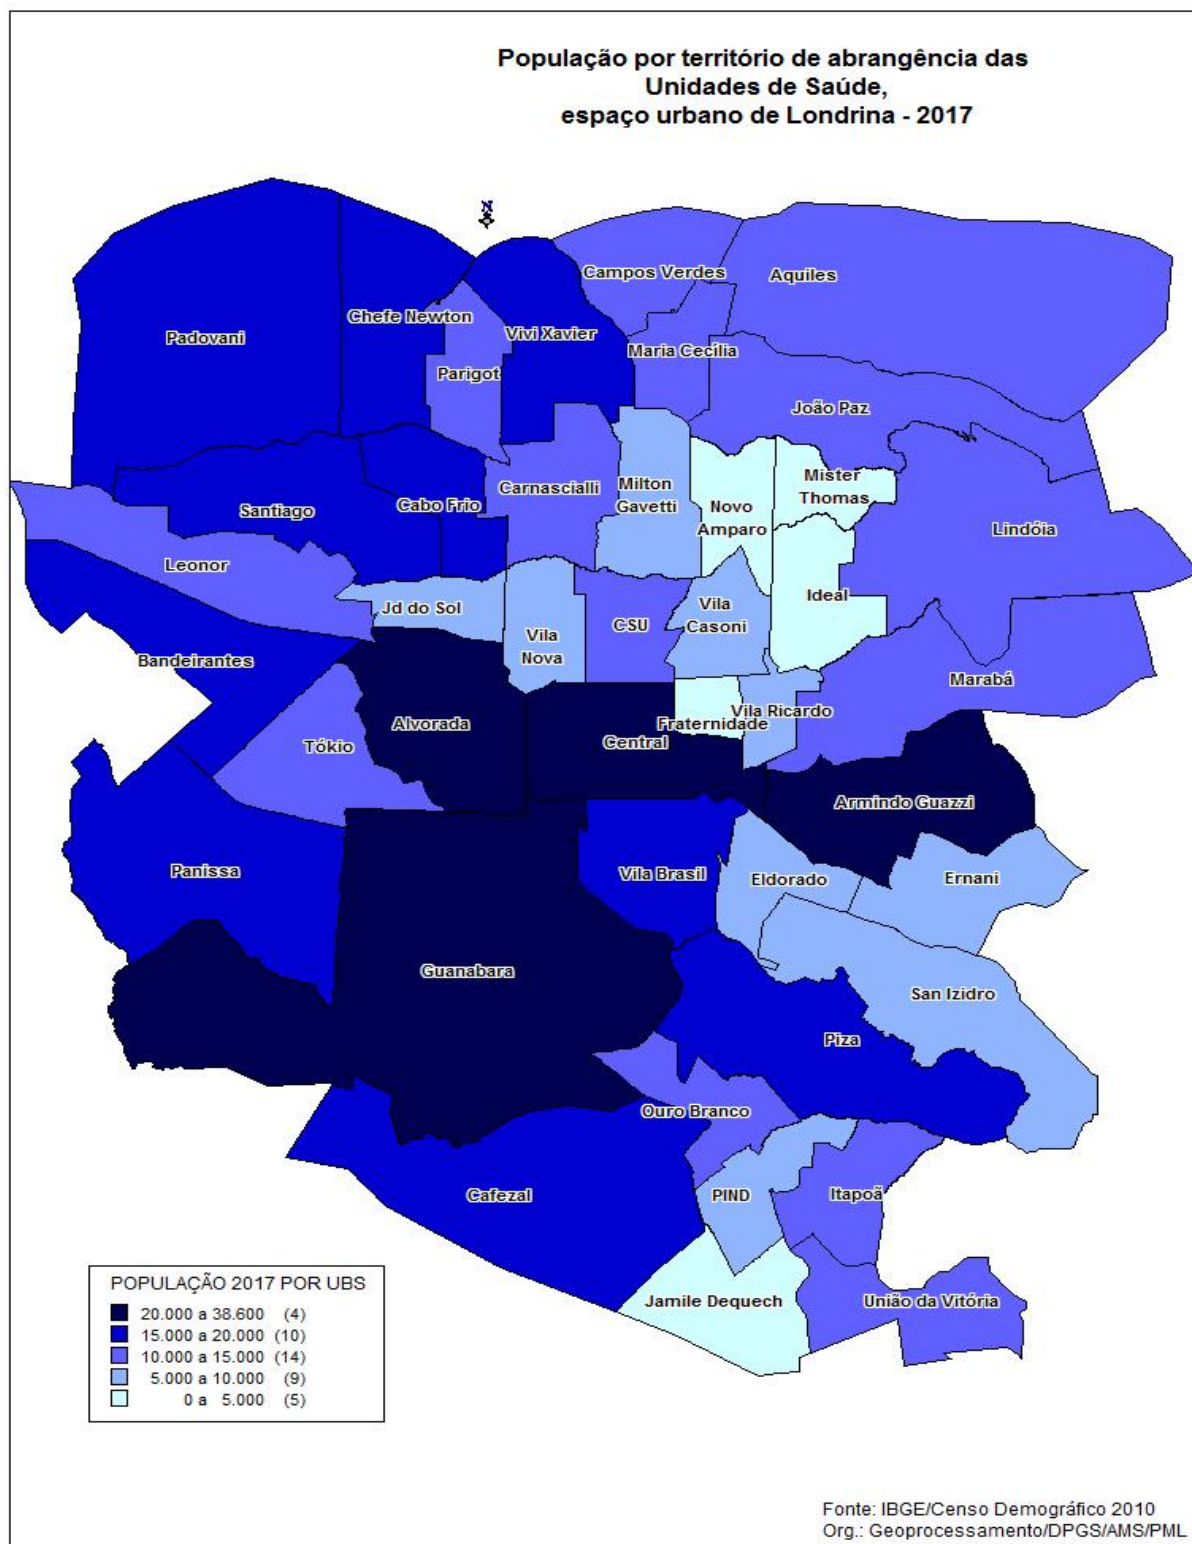 População por território de abrangência das
Unidades de Saúde,
espaço urbano de Londrina - 2017
N
Campos Verdes
Aquiles
Chefe Newton
Padovani
Vivi Xavier
Maria Cecília
Parigot
João Paz
Mister
Thomas
Carnascialli
Milton
Gavetti
Novo
Amparo
Cabo Frio
Santiago
Lindóia
Leonor
Ideal
Jd do Sol
Vila
Casoni
CSU
Vila
Nova
Bandeirantes
Marabá
Vila Ricardo
Fraternidade
Alvorada
Central
Tókio
Armindo Guazzi
Panissa
Vila Brasil
Eldorado
Ernani
Guanabara
San Izidro
Piza
Ouro Branco
Cafezal
PIND
Itapoã
Jamile Dequech
União da Vitória
POPULAÇÃO 2017 POR UBS
20.000 a 38.600 (4)
15.000 a 20.000 (10)
10.000 a 15.000 (14)
5.000 a 10.000 (9)
0 a 5.000 (5)
Fonte: IBGE/Censo Demográfico 2010
Org.: Geoprocessamento/DPGS/AMS/PML